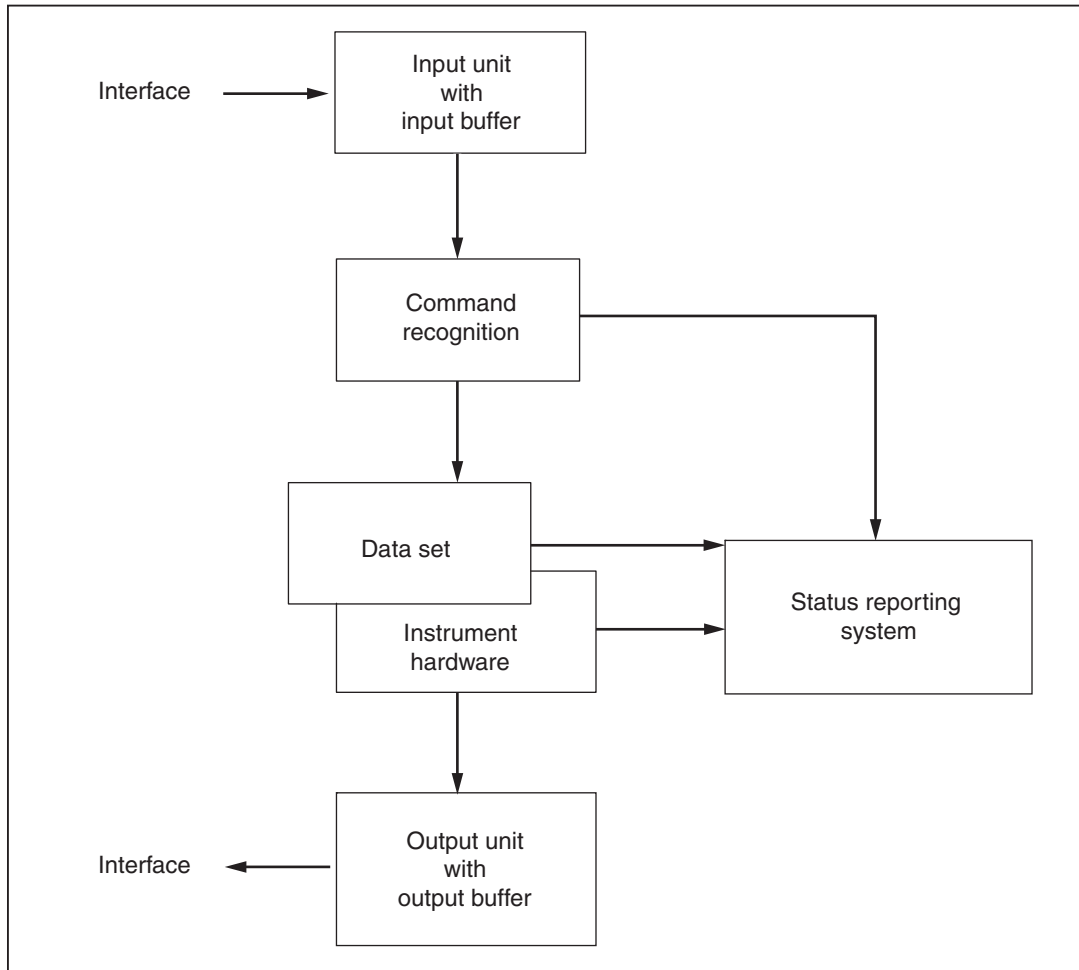 Interface
Input unit
with
input buffer
Command
recognition
Data set
Instrument
hardware
Status reporting
system
Output unit
with
output buffer
Interface